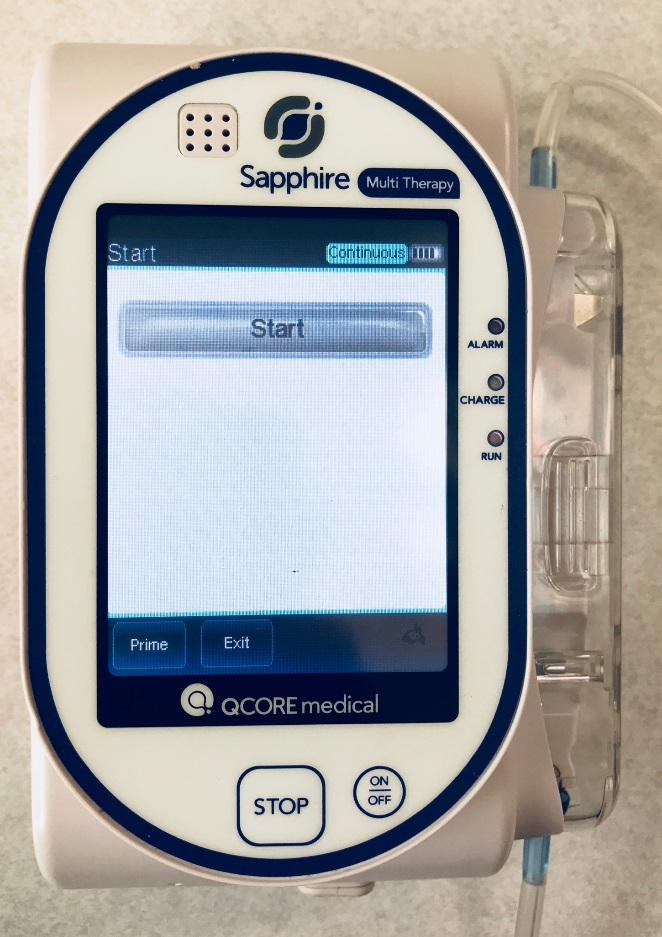 Sapphire Multi Therapy
Start Continuous
Start
ALARM
CHARGE
RUN
Prime Exit
QCORE medical
STOP
ON
OFF